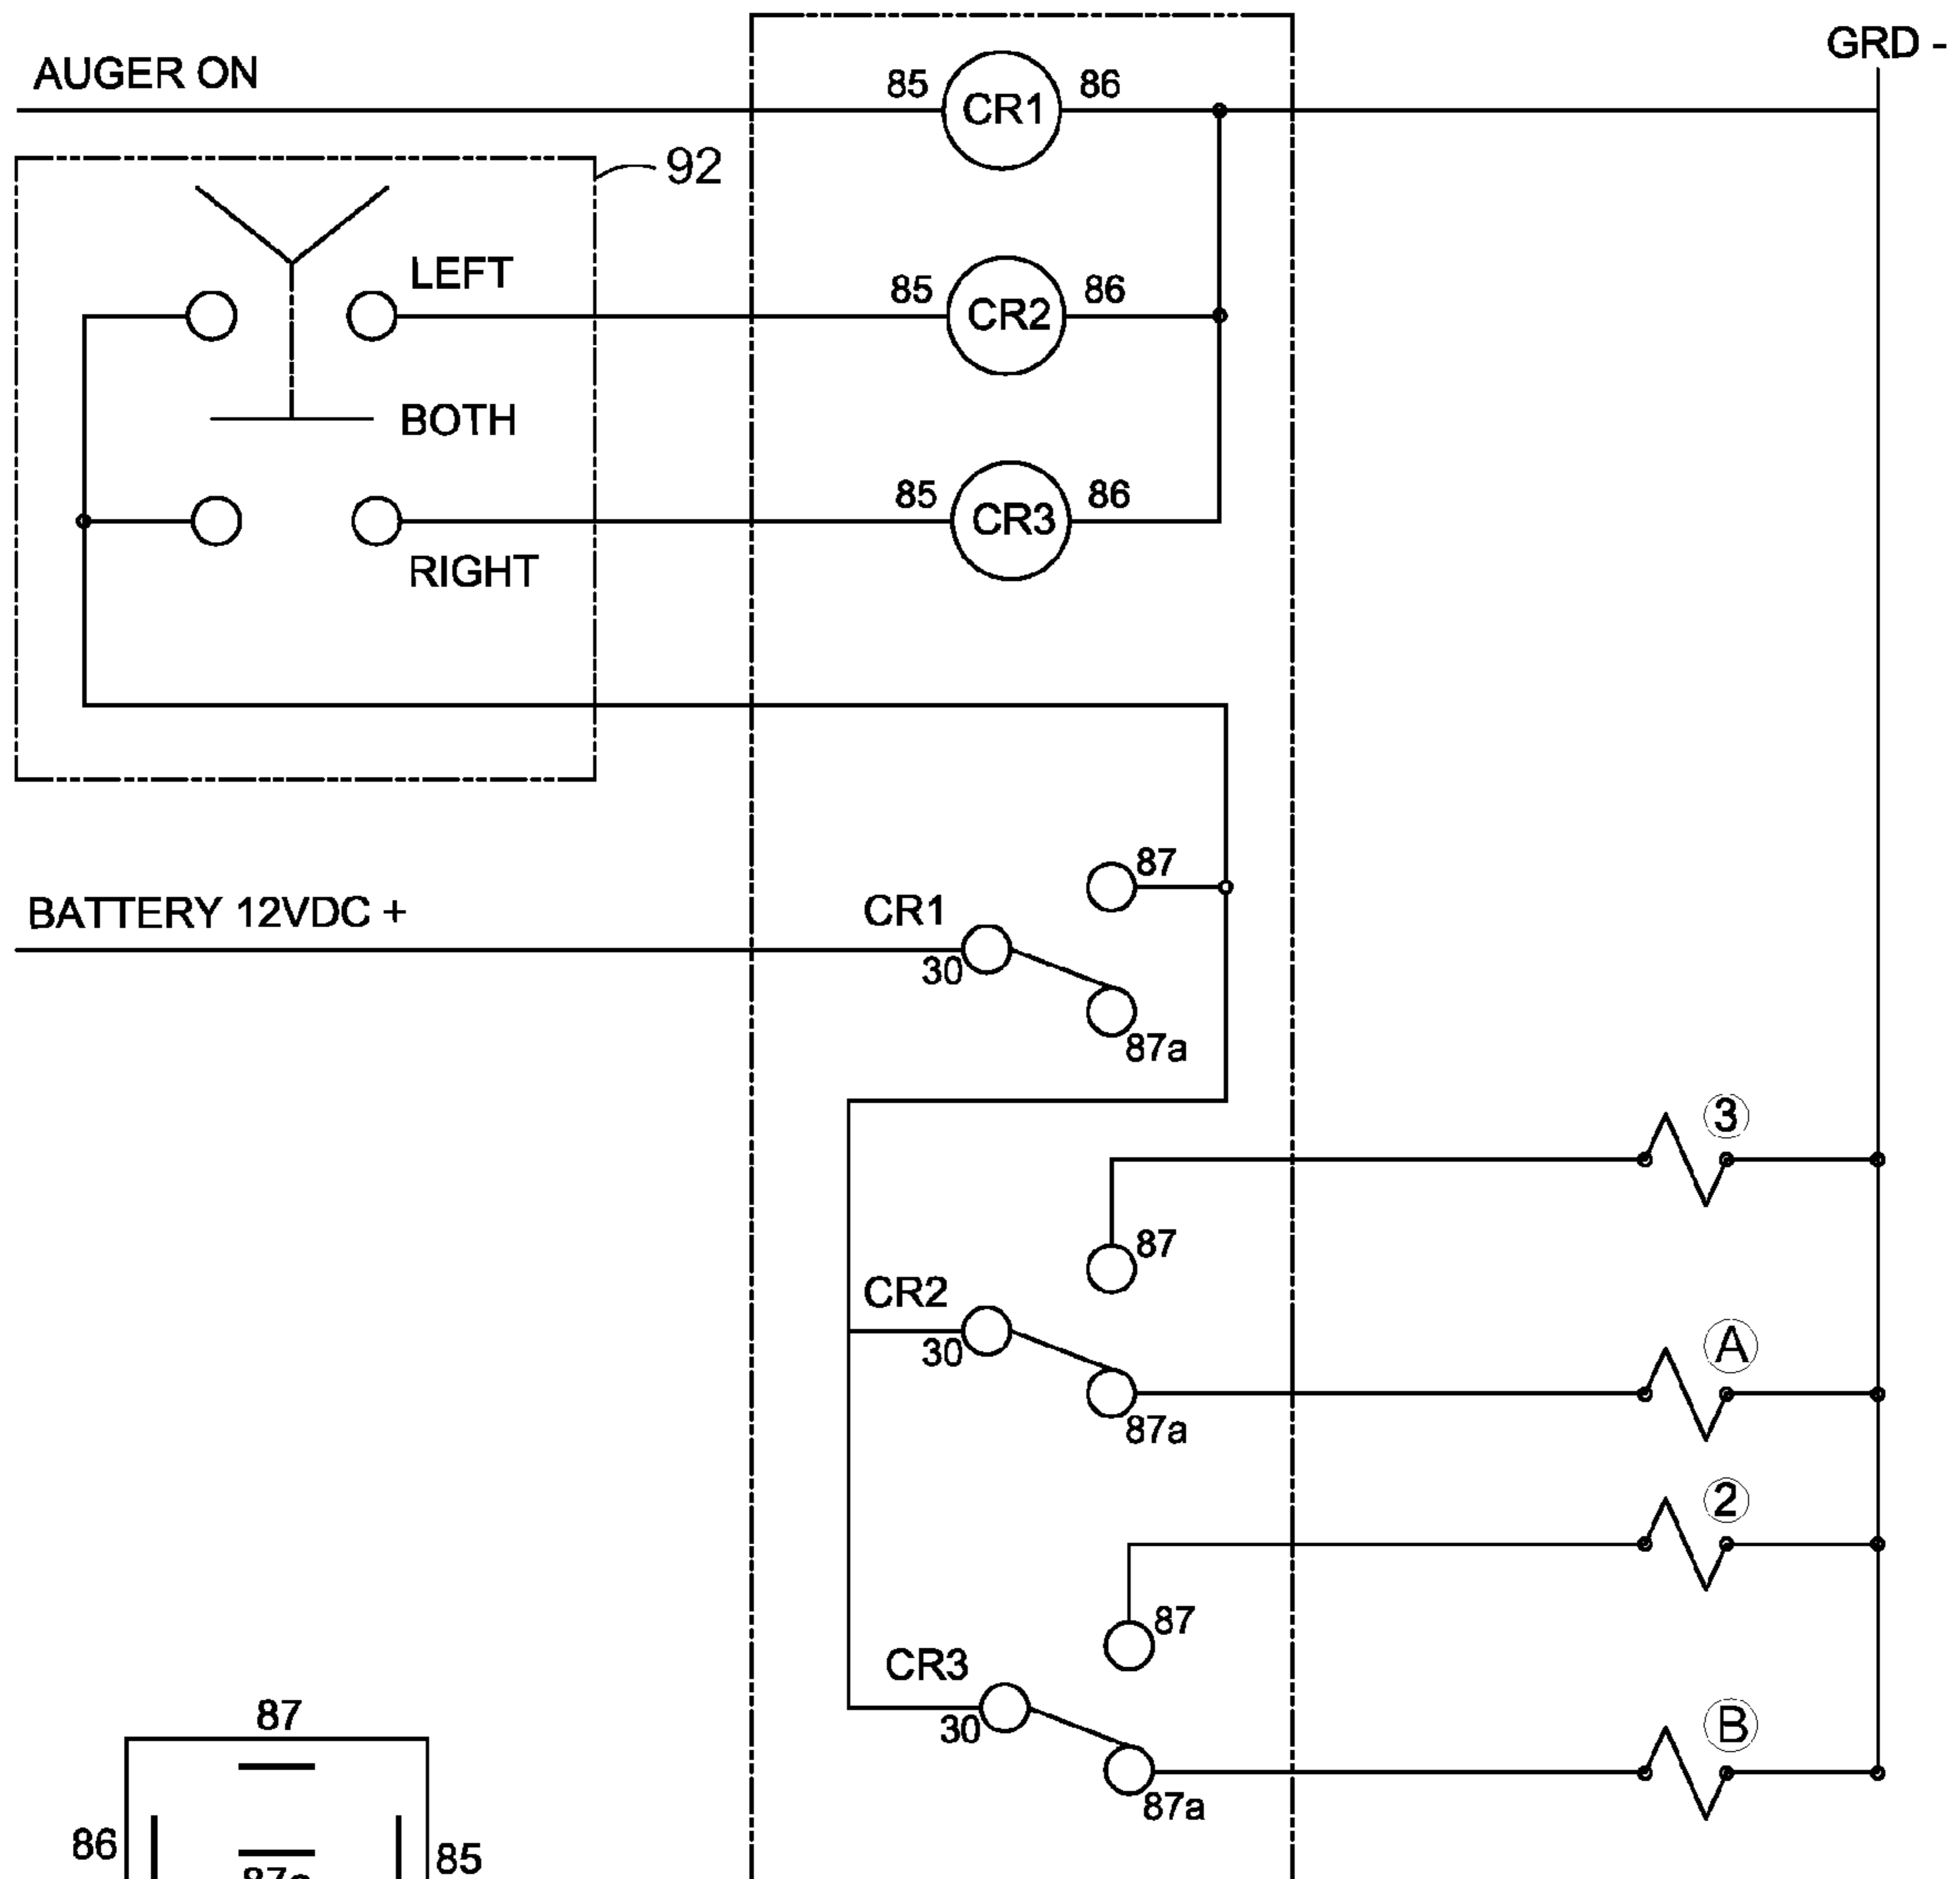 GRD -
AUGER ON
85
CR1
86
92
LEFT
85
CR2
86
BOTH
85
CR3
86
RIGHT
87
BATTERY 12VDC +
CR1
30
87a
3
87
CR2
30
A
87a
2
87
CR3
30
B
87a
87
86
85
87a